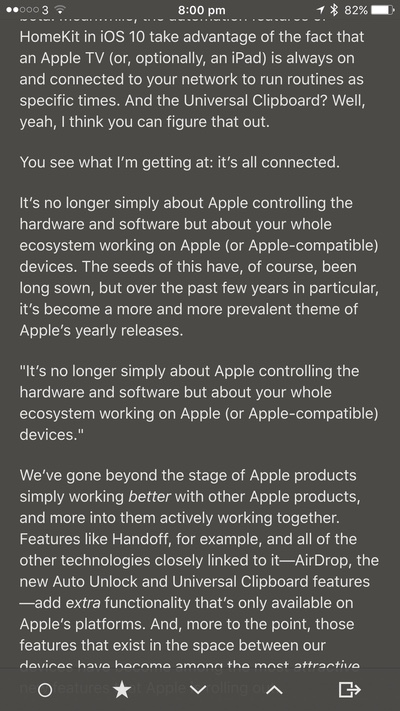 3 8:00 pm 82%
beta. Meanwhile, the automation features of
HomeKit in iOS 10 take advantage of the fact that
an Apple TV (or, optionally, an iPad) is always on
and connected to your network to run routines as
specific times. And the Universal Clipboard? Well,
yeah, I think you can figure that out.
You see what I’m getting at: it’s all connected.
It’s no longer simply about Apple controlling the
hardware and software but about your whole
ecosystem working on Apple (or Apple-compatible)
devices. The seeds of this have, of course, been
long sown, but over the past few years in particular,
it’s become a more and more prevalent theme of
Apple’s yearly releases.
"It’s no longer simply about Apple controlling the
hardware and software but about your whole
ecosystem working on Apple (or Apple-compatible)
devices."
We’ve gone beyond the stage of Apple products
simply working better with other Apple products,
and more into them actively working together.
Features like Handoff, for example, and all of the
other technologies closely linked to it—AirDrop, the
new Auto Unlock and Universal Clipboard features
—add extra functionality that’s only available on
Apple’s platforms. And, more to the point, those
features that exist in the space between our
devices have become among the most attractive